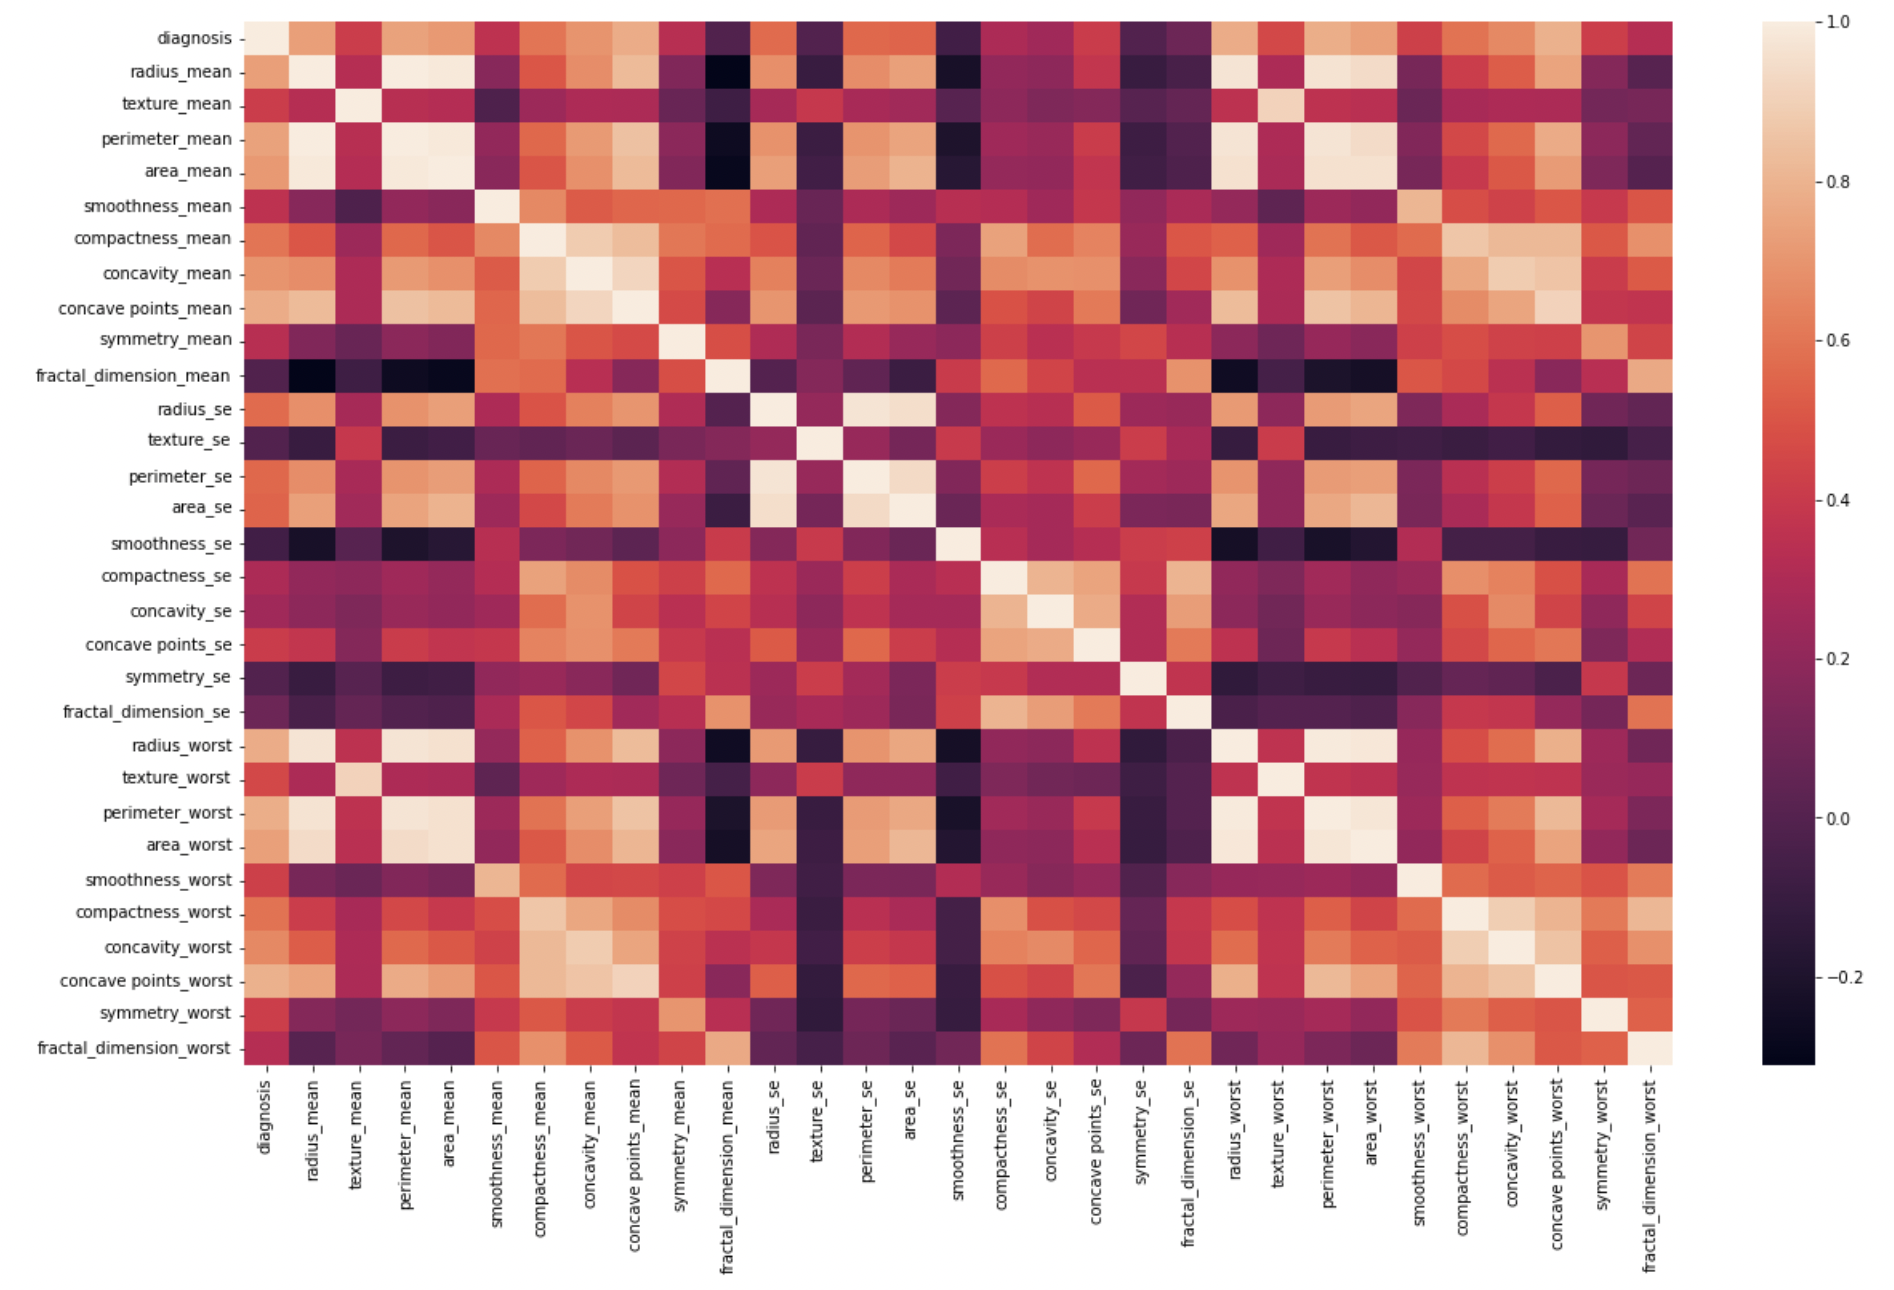 diagnosis
radius_mean
texture_mean
perimeter_mean
area_mean
smoothness_mean
compactness_mean
concavity_mean
concave points_mean
symmetry_mean
fractal_dimension_mean
radius_se
texture_se
perimeter_se
area_se
smoothness_se
compactness_se
concavity_se
concave points_se
symmetry_se
fractal_dimension_se
radius_worst
texture_worst
perimeter_worst
area_worst
smoothness_worst
compactness_worst
concavity_worst
concave points_worst
symmetry_worst
fractal_dimension_worst
diagnosis
radius_mean
texture_mean
perimeter_mean
area_mean
smoothness_mean
compactness_mean
concavity_mean
concave points_mean
symmetry_mean
fractal_dimension_mean
radius_se
texture_se
perimeter_se
area_se
smoothness_se
compactness_se
concavity_se
concave points_se
symmetry_se
fractal_dimension_se
radius_worst
texture_worst
perimeter_worst
area_worst
smoothness_worst
compactness_worst
concavity_worst
concave points_worst
symmetry_worst
fractal_dimension_worst
1.0
0.8
0.6
0.4
0.2
0.0
−0.2